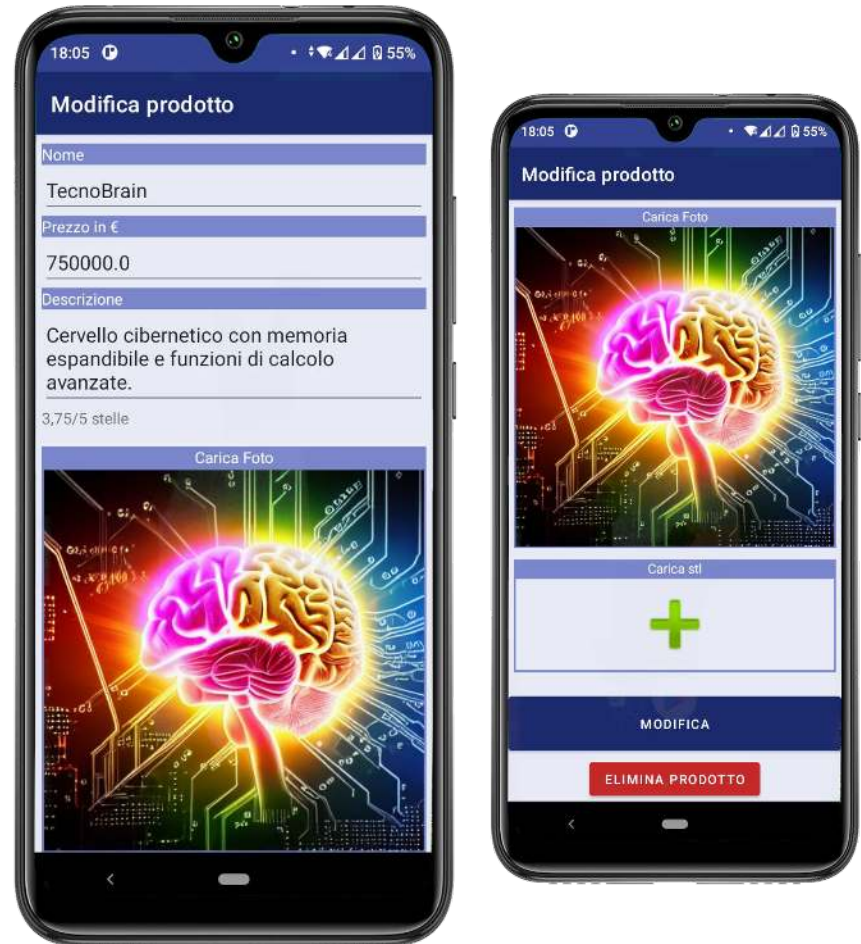 18:05
55%
Modifica prodotto
Nome
TecnoBrain
Prezzo in €
750000.0
Descrizione
Cervello cibernetico con memoria
espandibile e funzioni di calcolo
avanzate.
3,75/5 stelle
Carica Foto
18:05
55%
Modifica prodotto
Carica Foto
Carica stl
MODIFICA
ELIMINA PRODOTTO